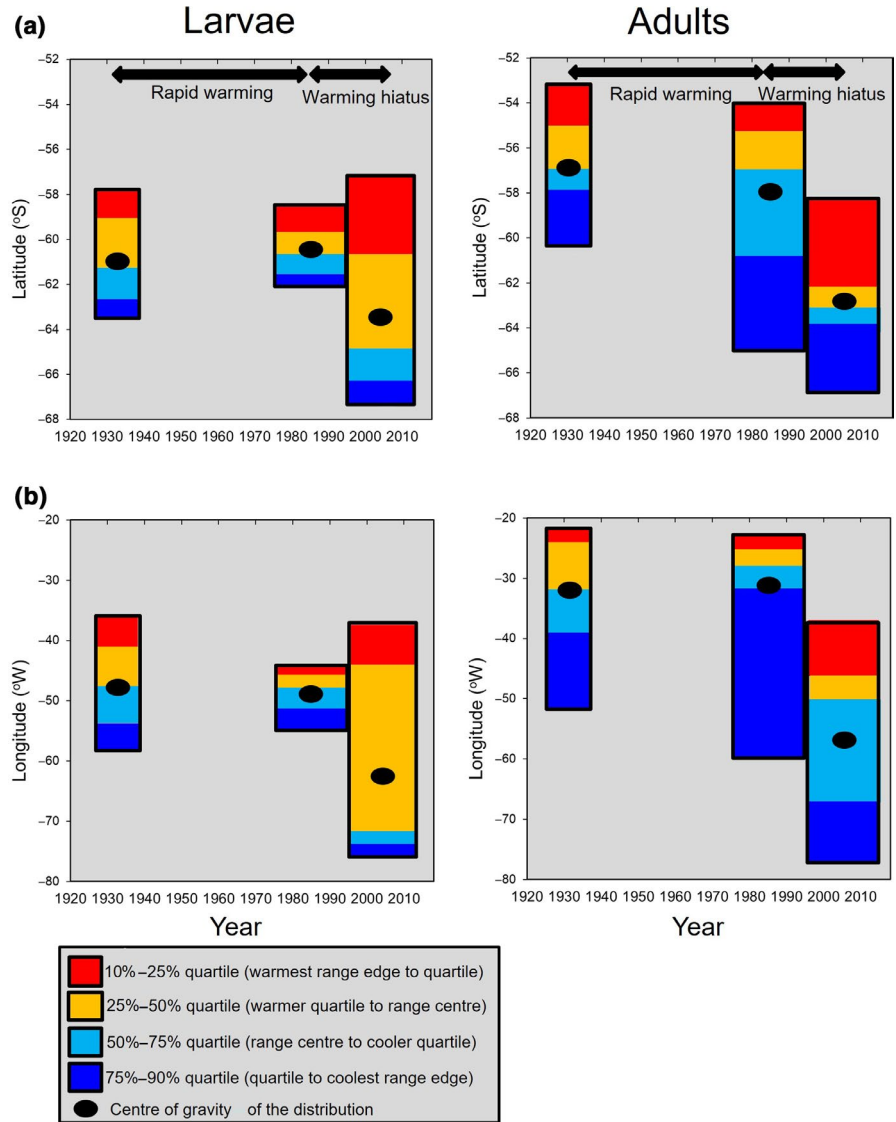 (a)
Larvae
Adults
Rapid warming
Warming hiatus
Latitude (°S)
–52
–54
–56
–58
–60
–62
–64
–66
–68
1920 1930 1940 1950 1960 1970 1980 1990 2000 2010
Rapid warming
Warming hiatus
Latitude (°S)
–52
–54
–56
–58
–60
–62
–64
–66
–68
1920 1930 1940 1950 1960 1970 1980 1990 2000 2010
(b)
Longitude (°W)
–20
–30
–40
–50
–60
–70
–80
1920 1930 1940 1950 1960 1970 1980 1990 2000 2010
Year
Longitude (°W)
–20
–30
–40
–50
–60
–70
–80
1920 1930 1940 1950 1960 1970 1980 1990 2000 2010
Year
10%–25% quartile (warmest range edge to quartile)
25%–50% quartile (warmer quartile to range centre)
50%–75% quartile (range centre to cooler quartile)
75%–90% quartile (quartile to coolest range edge)
Centre of gravity of the distribution